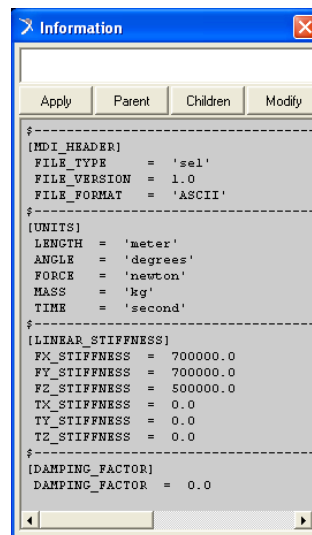 Information
Apply Parent Children Modify
$--------------------------------------
[MDI_HEADER]
FILE_TYPE = 'sel'
FILE_VERSION = 1.0
FILE_FORMAT = 'ASCII'
$--------------------------------------
[UNITS]
LENGTH = 'meter'
ANGLE = 'degrees'
FORCE = 'newton'
MASS = 'kg'
TIME = 'second'
$--------------------------------------
[LINEAR_STIFFNESS]
FX_STIFFNESS = 700000.0
FY_STIFFNESS = 700000.0
FZ_STIFFNESS = 500000.0
TX_STIFFNESS = 0.0
TY_STIFFNESS = 0.0
TZ_STIFFNESS = 0.0
$--------------------------------------
[DAMPING_FACTOR]
DAMPING_FACTOR = 0.0